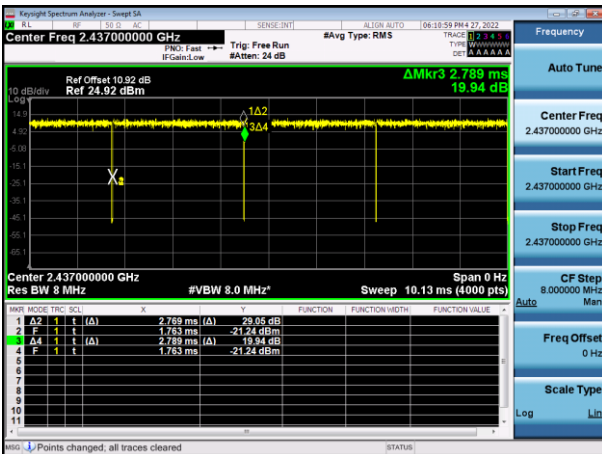 Keysight Spectrum Analyzer - Swept SA
RL RF 50 Ω AC SENSE:INT ALIGN AUTO 06:10:59 PM 4 27, 2022
Center Freq 2.437000000 GHz
#Avg Type: RMS
TRACE 1 2 3 4 5 6
PNO: Fast Trig: Free Run
TYPE WWWWWW
IFGain:Low #Atten: 24 dB
DET A A A A A A
ΔMkr3 2.789 ms
Ref Offset 10.92 dB
10 dB/div Ref 24.92 dBm
19.94 dB
Log
14.9
1Δ2
4.92
3Δ4
-5.08
-15.1
-25.1
-35.1
-45.1
-55.1
-65.1
Center 2.437000000 GHz Span 0 Hz
Res BW 8 MHz #VBW 8.0 MHz* Sweep 10.13 ms (4000 pts)
MKR MODE TRC SCL X Y FUNCTION FUNCTION WIDTH FUNCTION VALUE
1 Δ2 1 t (Δ) 2.769 ms (Δ) 29.05 dB
2 F 1 t 1.763 ms -21.24 dBm
3 Δ4 1 t (Δ) 2.789 ms (Δ) 19.94 dB
4 F 1 t 1.763 ms -21.24 dBm
5
6
7
8
9
10
11
MSG Points changed; all traces cleared STATUS
Frequency
Auto Tune
Center Freq
2.437000000 GHz
Start Freq
2.437000000 GHz
Stop Freq
2.437000000 GHz
CF Step
8.000000 MHz
Auto Man
Freq Offset
0 Hz
Scale Type
Log Lin